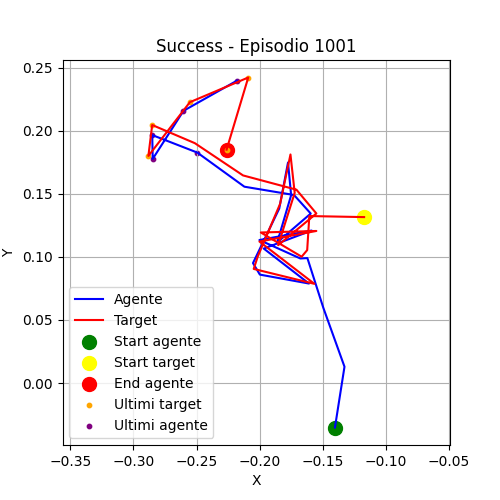 Success - Episodio 1001
0.25
0.20
0.15
0.10
0.05
0.00
Y
Agente
Target
Start agente
Start target
End agente
Ultimi target
Ultimi agente
−0.35
−0.30
−0.25
−0.20
−0.15
−0.10
−0.05
X